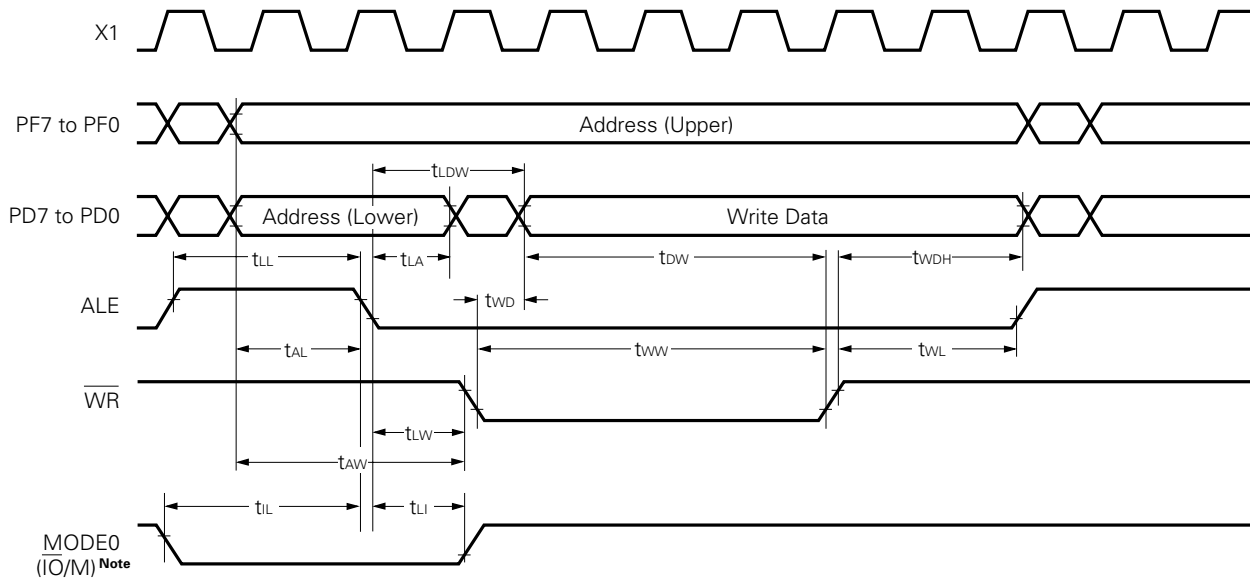 X1
PF7 to PF0
Address (Upper)
tLDW
PD7 to PD0
Address (Lower)
Write Data
tLL
tLA
tDW
tWDH
ALE
tWD
tAL
tWW
tWL
WR
tLW
tAW
tIL
tLI
MODE0
(IO/M) Note